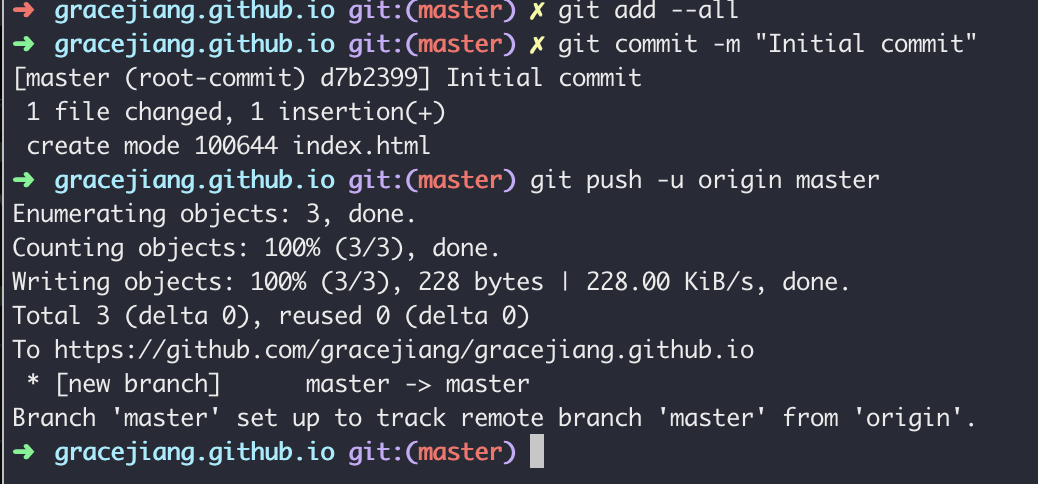 ➜ gracejiang.github.io git:(master) ✗ git add --all
➜ gracejiang.github.io git:(master) ✗ git commit -m "Initial commit"
[master (root-commit) d7b2399] Initial commit
 1 file changed, 1 insertion(+)
 create mode 100644 index.html
➜ gracejiang.github.io git:(master) git push -u origin master
Enumerating objects: 3, done.
Counting objects: 100% (3/3), done.
Writing objects: 100% (3/3), 228 bytes | 228.00 KiB/s, done.
Total 3 (delta 0), reused 0 (delta 0)
To https://github.com/gracejiang/gracejiang.github.io
 * [new branch]      master -> master
Branch 'master' set up to track remote branch 'master' from 'origin'.
➜ gracejiang.github.io git:(master)